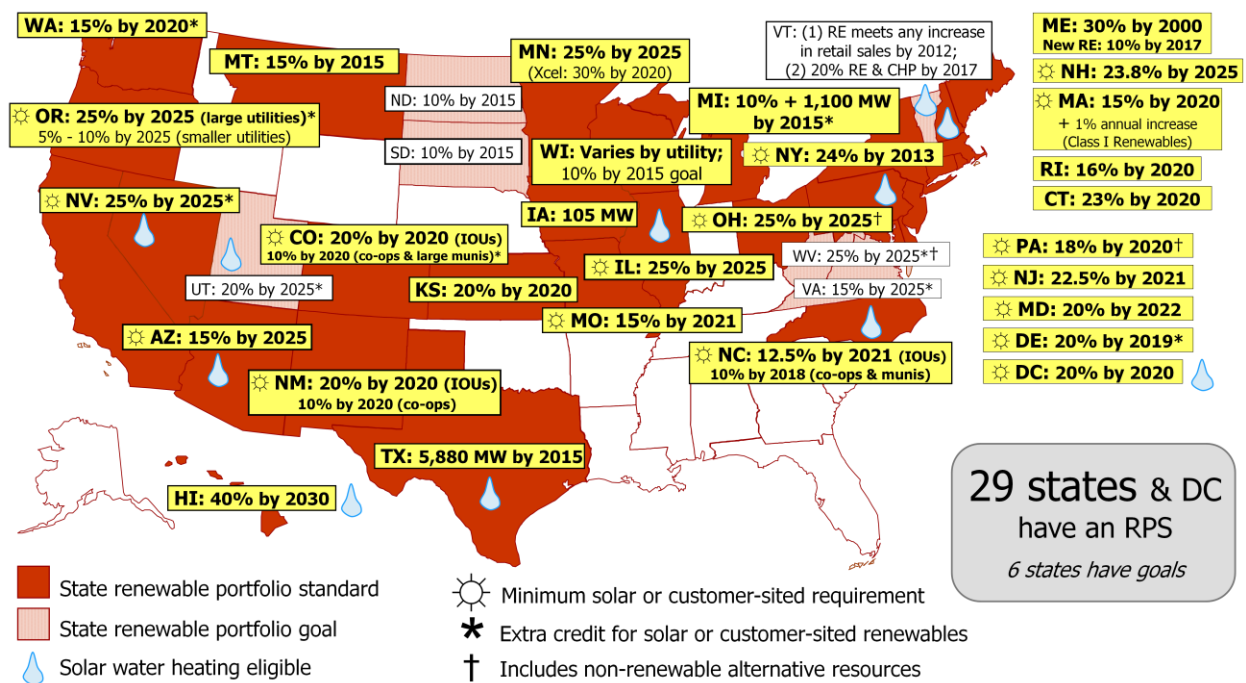 WA: 15% by 2020*
MT: 15% by 2015
MN: 25% by 2025
(Xcel: 30% by 2020)
VT: (1) RE meets any increase
in retail sales by 2012;
(2) 20% RE & CHP by 2017
ME: 30% by 2000
New RE: 10% by 2017
☼ NH: 23.8% by 2025
☼ MA: 15% by 2020
+ 1% annual increase
(Class I Renewables)
RI: 16% by 2020
CT: 23% by 2020
☼ OR: 25% by 2025 (large utilities)*
5% - 10% by 2025 (smaller utilities)
ND: 10% by 2015
SD: 10% by 2015
MI: 10% + 1,100 MW
by 2015*
WI: Varies by utility;
10% by 2015 goal
☼ NY: 24% by 2013
☼ NV: 25% by 2025*
IA: 105 MW
☼ OH: 25% by 2025†
☼ CO: 20% by 2020 (IOUs)
10% by 2020 (co-ops & large munis)*
WV: 25% by 2025*†
☼ IL: 25% by 2025
UT: 20% by 2025*
KS: 20% by 2020
VA: 15% by 2025*
☼ PA: 18% by 2020†
☼ NJ: 22.5% by 2021
☼ MD: 20% by 2022
☼ DE: 20% by 2019*
☼ DC: 20% by 2020
☼ AZ: 15% by 2025
☼ MO: 15% by 2021
☼ NC: 12.5% by 2021 (IOUs)
10% by 2018 (co-ops & munis)
☼ NM: 20% by 2020 (IOUs)
10% by 2020 (co-ops)
TX: 5,880 MW by 2015
HI: 40% by 2030
29 states & DC
have an RPS
6 states have goals
State renewable portfolio standard
State renewable portfolio goal
Solar water heating eligible
☼ Minimum solar or customer-sited requirement
* Extra credit for solar or customer-sited renewables
† Includes non-renewable alternative resources